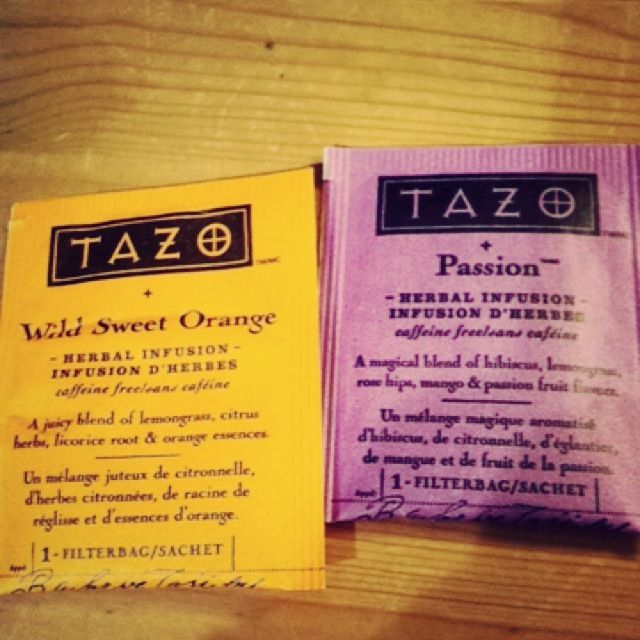 TAZO
+
Wild Sweet Orange
- HERBAL INFUSION -
INFUSION D'HERBES
caffeine free/sans caféine
A juicy blend of lemongrass, citrus
herbs, licorice root & orange essences.
Un mélange juteux de citronnelle,
d'herbes citronnées, de racine de
réglisse et d'essences d'orange.
1-FILTERBAG/SACHET
TAZO
+
Passion
- HERBAL INFUSION -
INFUSION D'HERBES
caffeine free/sans caféine
A magical blend of hibiscus, lemongrass,
rose hips, mango & passion fruit flavors.
Un mélange magique aromatisé
d'hibiscus, de citronnelle, d'églantier,
de mangue et de fruit de la passion.
1-FILTERBAG/SACHET